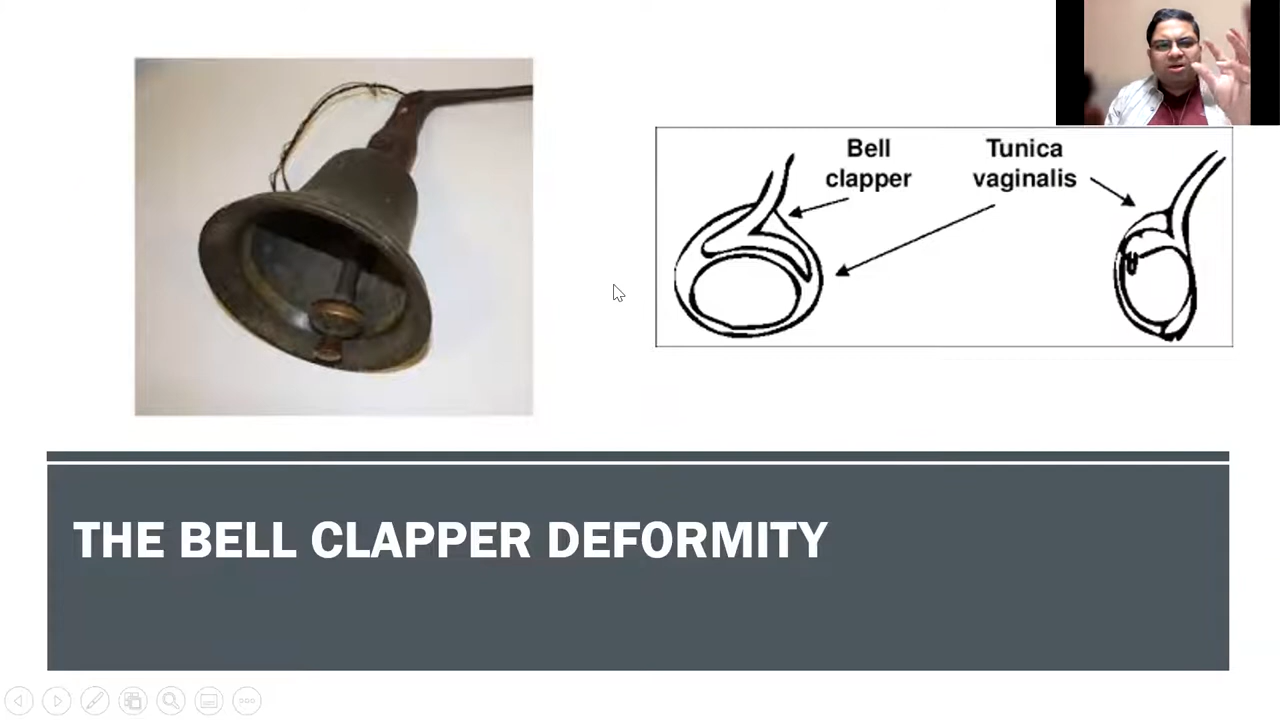 Bell
clapper
Tunica
vaginalis
THE BELL CLAPPER DEFORMITY